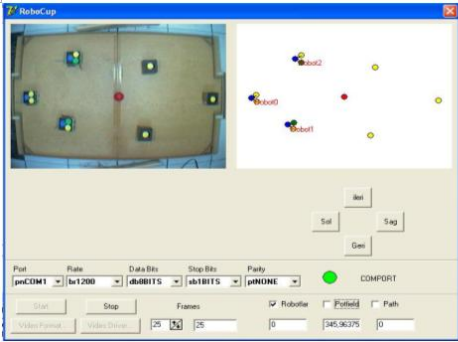 RoboCup
Robot2
Robot0
Robot1
ileri
Sol Sag
Geri
Port Rate Data Bits Stop Bits Parity
pnCOM1 br1200 db8BITS sb1BITS ptNONE COMPORT
Start Stop Frames Robotlar Potfield Path
Video Format... Video Driver... 25 25 0 345,96375 0